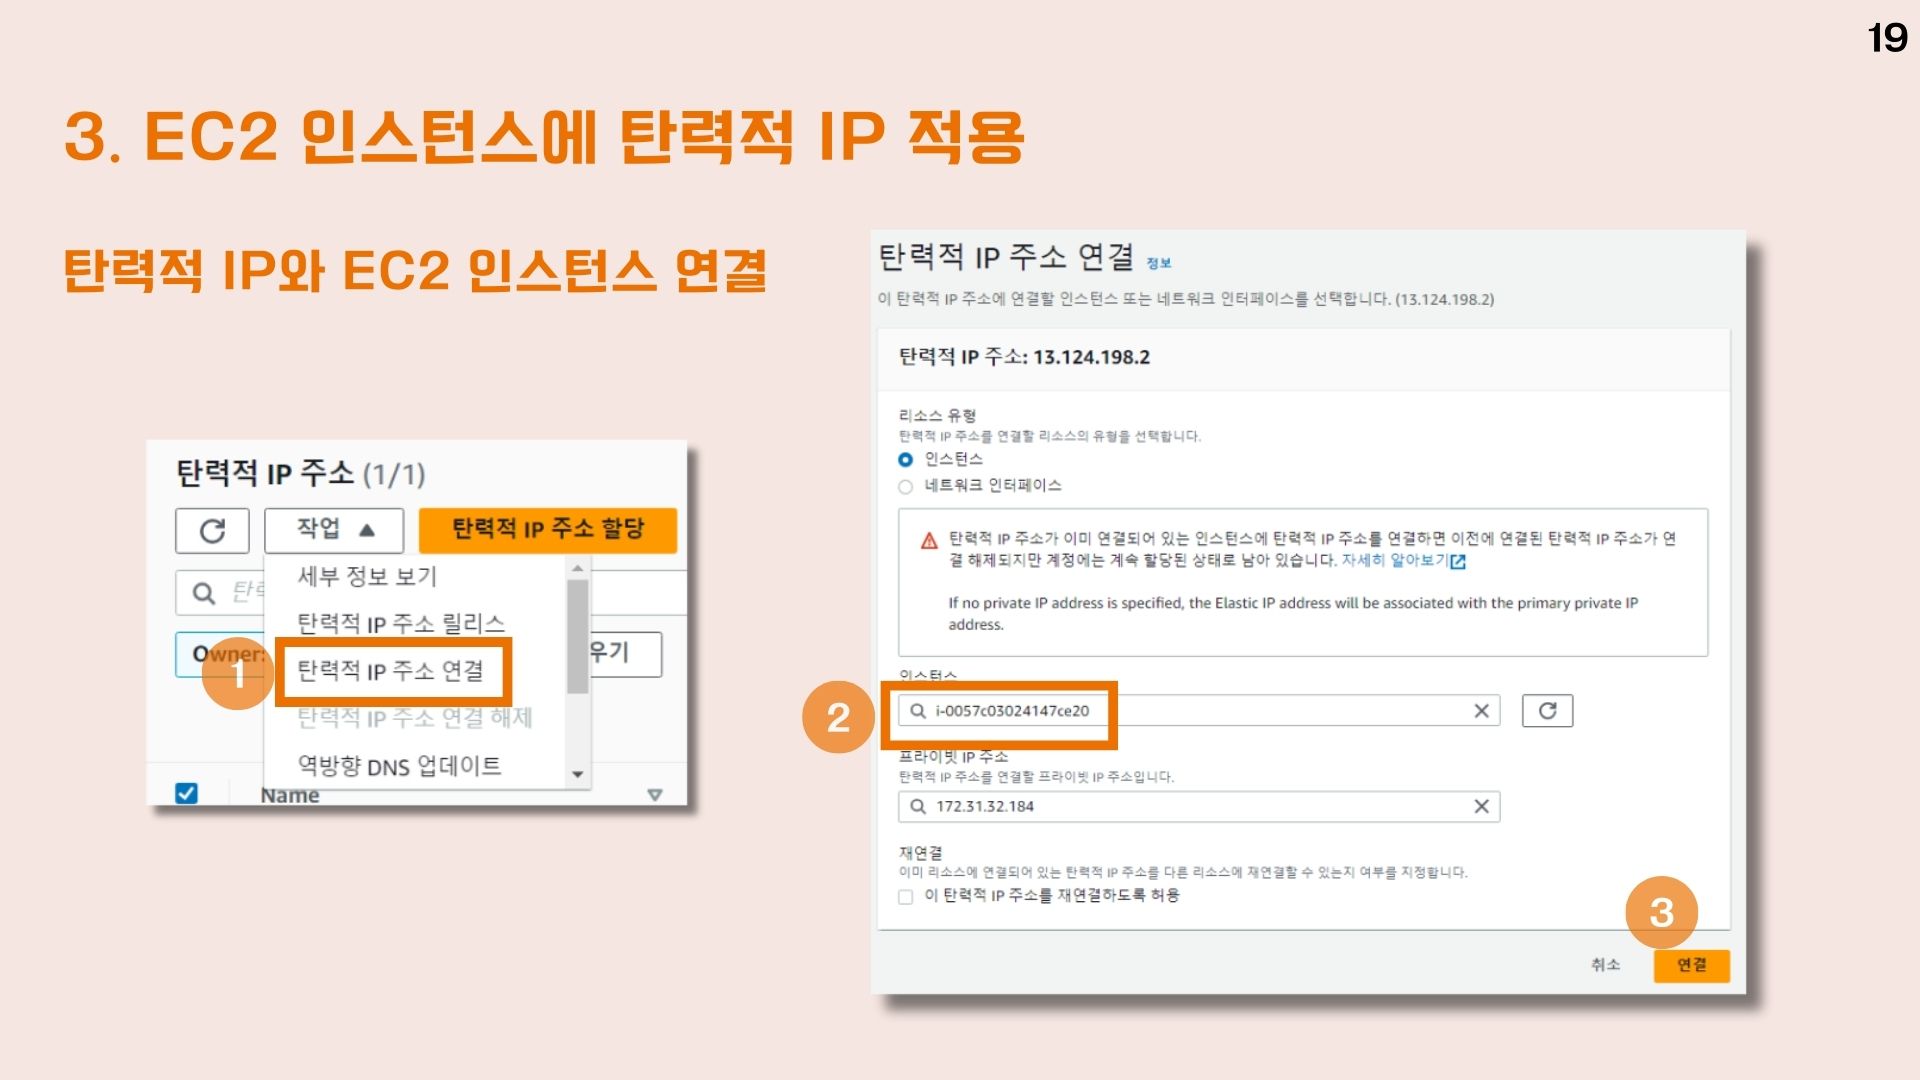 19
3. EC2 인스턴스에 탄력적 IP 적용
탄력적 IP와 EC2 인스턴스 연결
탄력적 IP 주소 (1/1)
작업 ▲
탄력적 IP 주소 할당
세부 정보 보기
탄력적 IP 주소 릴리스
Owner:
1
탄력적 IP 주소 연결
우기
탄력적 IP 주소 연결 해제
역방향 DNS 업데이트
Name
탄력적 IP 주소 연결 정보
이 탄력적 IP 주소에 연결할 인스턴스 또는 네트워크 인터페이스를 선택합니다. (13.124.198.2)
탄력적 IP 주소: 13.124.198.2
리소스 유형
탄력적 IP 주소를 연결할 리소스의 유형을 선택합니다.
인스턴스
네트워크 인터페이스
탄력적 IP 주소가 이미 연결되어 있는 인스턴스에 탄력적 IP 주소를 연결하면 이전에 연결된 탄력적 IP 주소가 연
결 해제되지만 계정에는 계속 할당된 상태로 남아 있습니다. 자세히 알아보기
If no private IP address is specified, the Elastic IP address will be associated with the primary private IP
address.
인스턴스
2
i-0057c03024147ce20
프라이빗 IP 주소
탄력적 IP 주소를 연결할 프라이빗 IP 주소입니다.
172.31.32.184
재연결
이미 리소스에 연결되어 있는 탄력적 IP 주소를 다른 리소스에 재연결할 수 있는지 여부를 지정합니다.
이 탄력적 IP 주소를 재연결하도록 허용
3
취소
연결